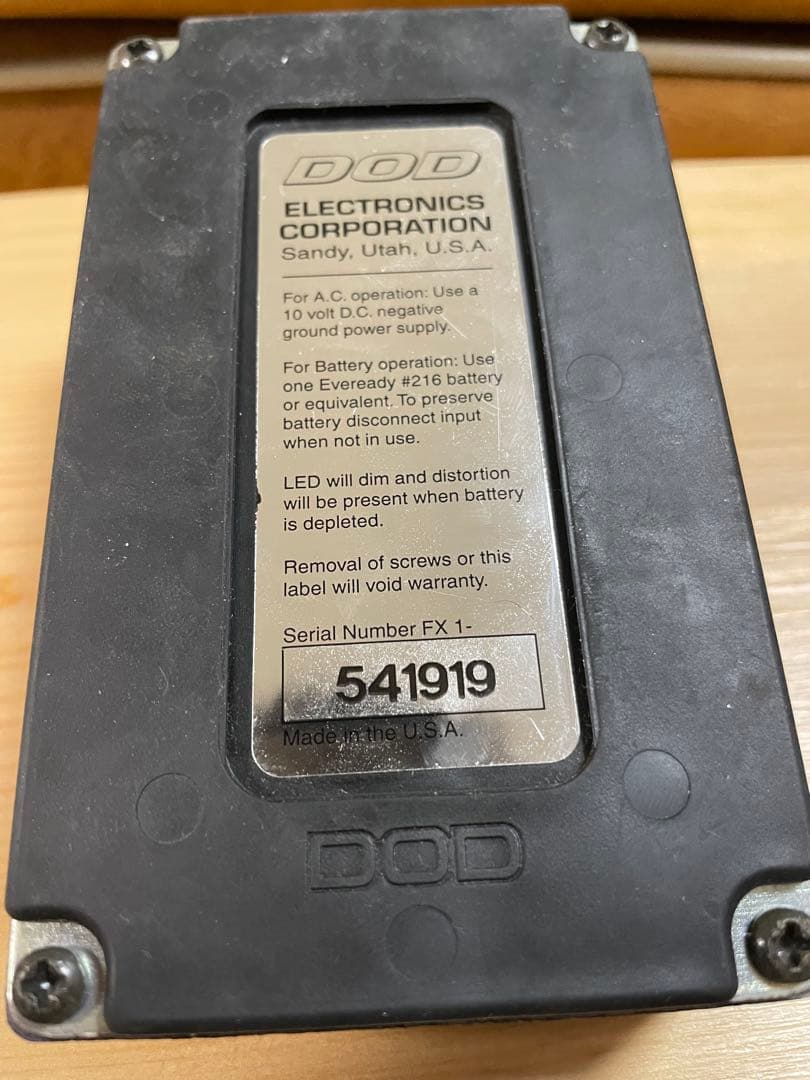 DOD
ELECTRONICS
CORPORATION
Sandy, Utah, U.S.A.
For A.C. operation: Use a
10 volt D.C. negative
ground power supply.
For Battery operation: Use
one Eveready #216 battery
or equivalent. To preserve
battery disconnect input
when not in use.
LED will dim and distortion
will be present when battery
is depleted.
Removal of screws or this
label will void warranty.
Serial Number FX 1-
541919
Made in the U.S.A.
DOD